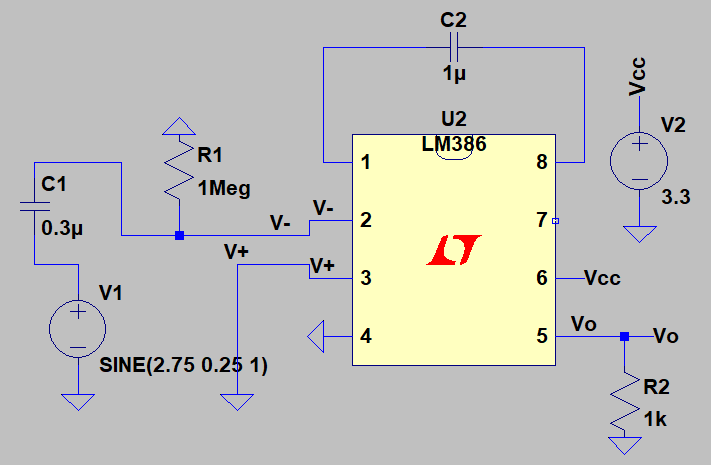 C2
1µ
Vcc
U2
LM386
V2
3.3
R1
1Meg
C1
0.3µ
1
8
V-
V-
2
7
V+
V+
3
6
Vcc
V1
SINE(2.75 0.25 1)
4
5
Vo
Vo
R2
1k